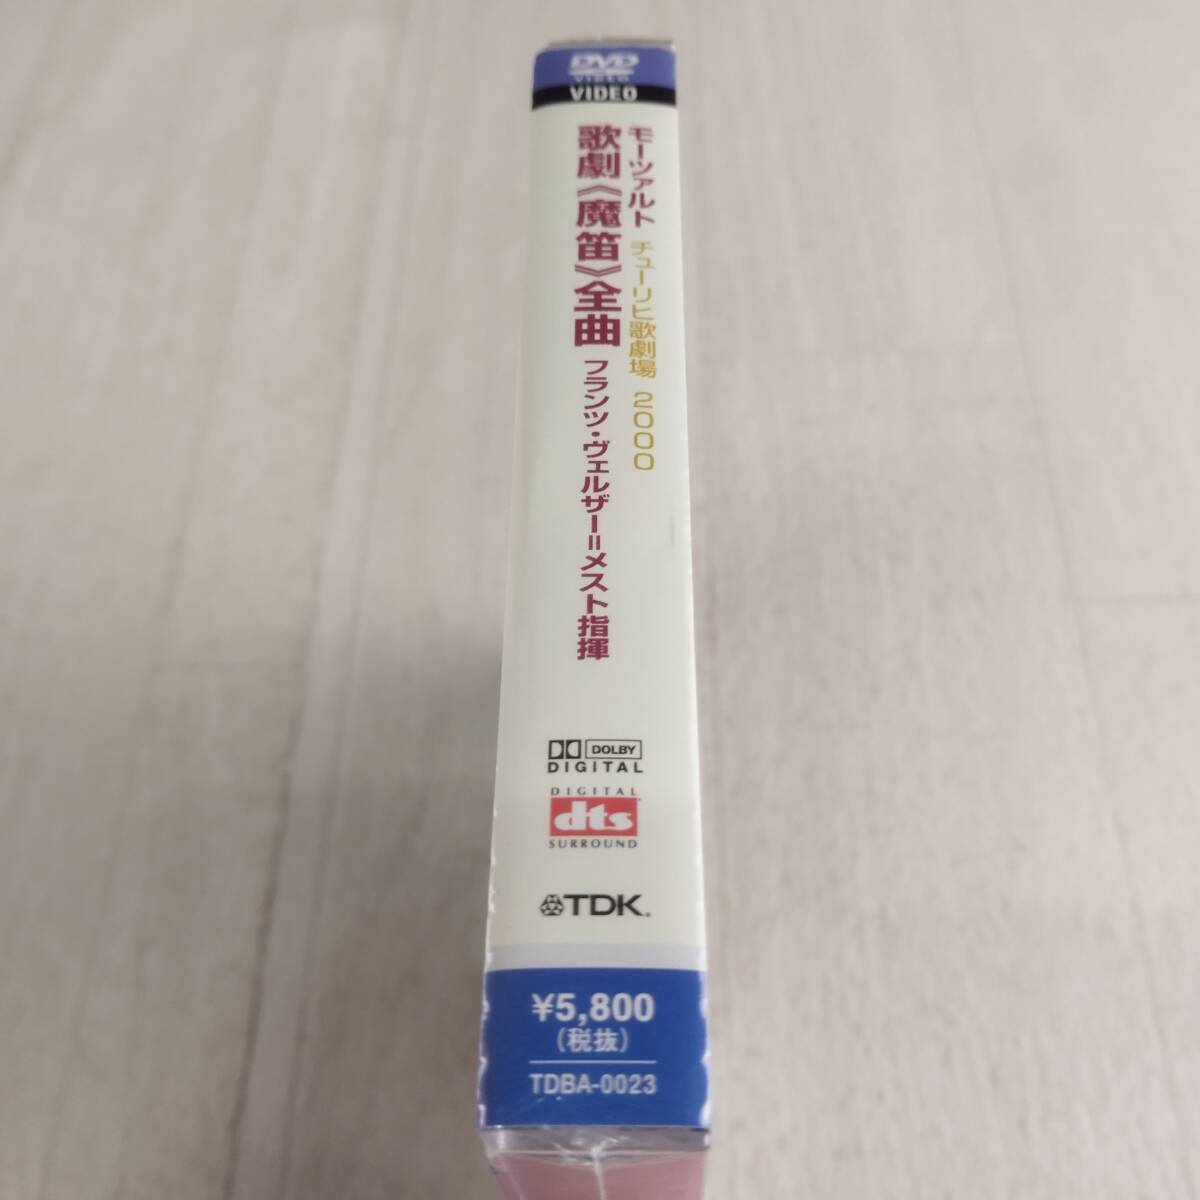 DVD
VIDEO
VIDEO
モーツァルト チューリヒ歌劇場 2000
歌劇《魔笛》全曲 フランツ・ヴェルザー=メスト指揮
DOLBY
DIGITAL
DIGITAL
dts
SURROUND
TDK.
¥5,800
(税抜)
TDBA-0023